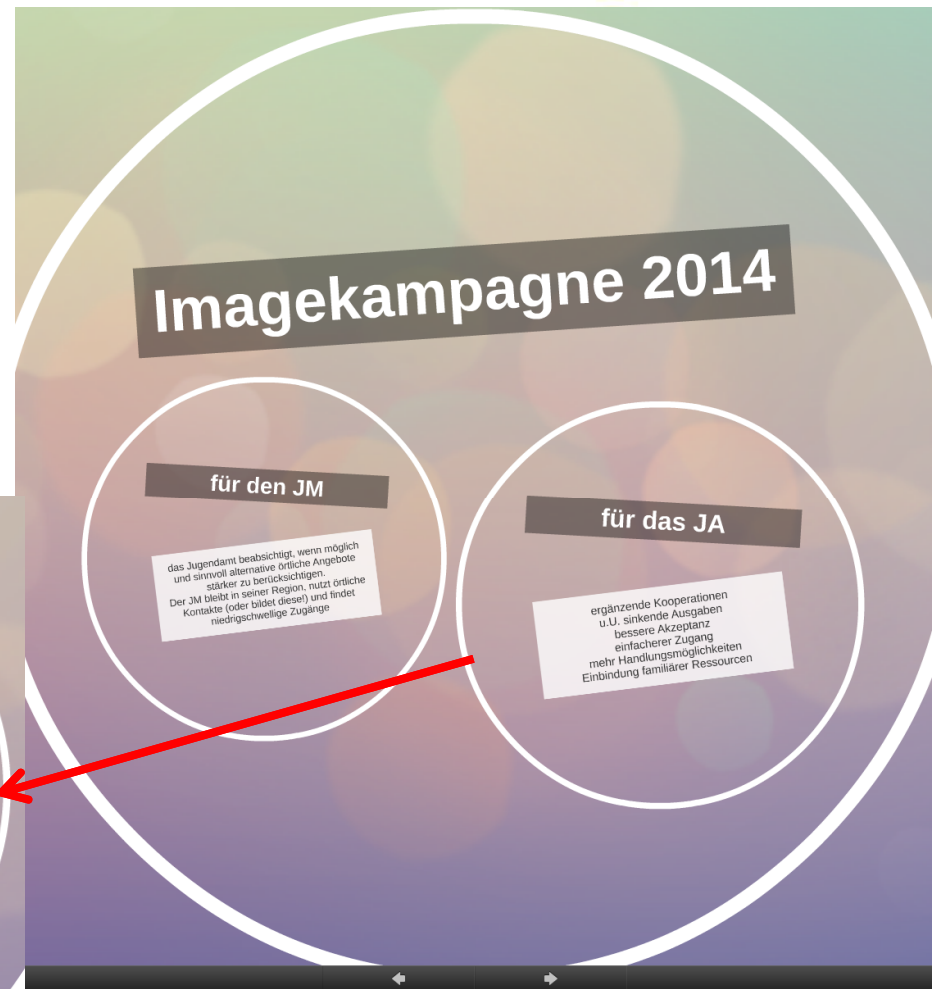 Imagekampagne 2014
für den JM
das Jugendamt beabsichtigt, wenn möglich
und sinnvoll alternative örtliche Angebote
stärker zu berücksichtigen.
Der JM bleibt in seiner Region, nutzt örtliche
Kontakte (oder bildet diese!) und findet
niedrigschwellige Zugänge
für das JA
ergänzende Kooperationen
u.U. sinkende Ausgaben
bessere Akzeptanz
einfacherer Zugang
mehr Handlungsmöglichkeiten
Einbindung familiärer Ressourcen